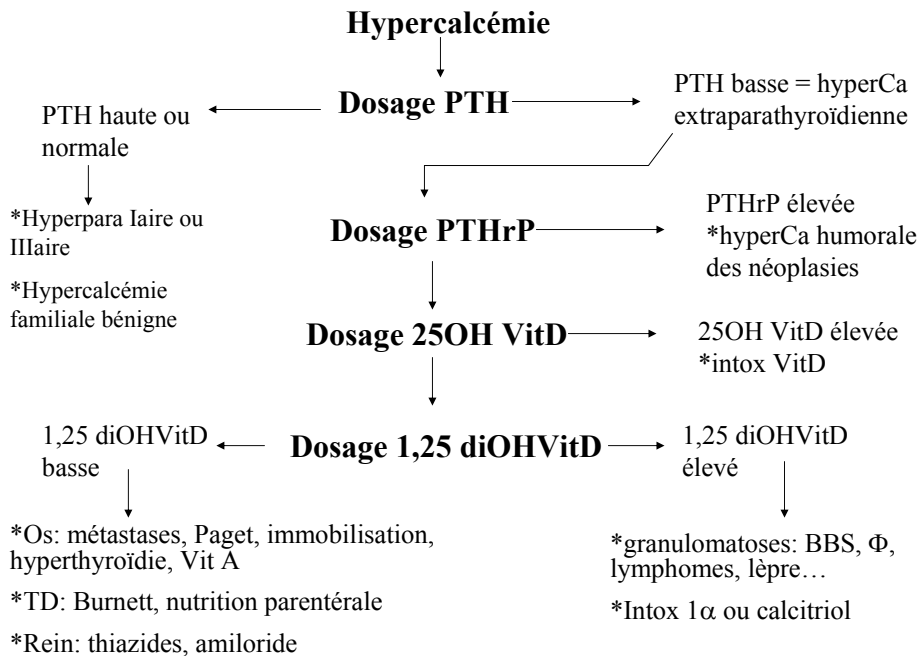 Hypercalcémie
Dosage PTH
PTH haute ou
normale
PTH basse = hyperCa
extraparathyroïdienne
*Hyperpara Iaire ou
IIIaire
*Hypercalcémie
familiale bénigne
Dosage PTHrP
PTHrP élevée
*hyperCa humorale
des néoplasies
Dosage 25OH VitD
25OH VitD élevée
*intox VitD
1,25 diOHVitD
basse
Dosage 1,25 diOHVitD
1,25 diOHVitD
élevé
*Os: métastases, Paget, immobilisation,
hyperthyroïdie, Vit A
*TD: Burnett, nutrition parentérale
*Rein: thiazides, amiloride
*granulomatoses: BBS, Φ,
lymphomes, lèpre…
*Intox 1α ou calcitriol